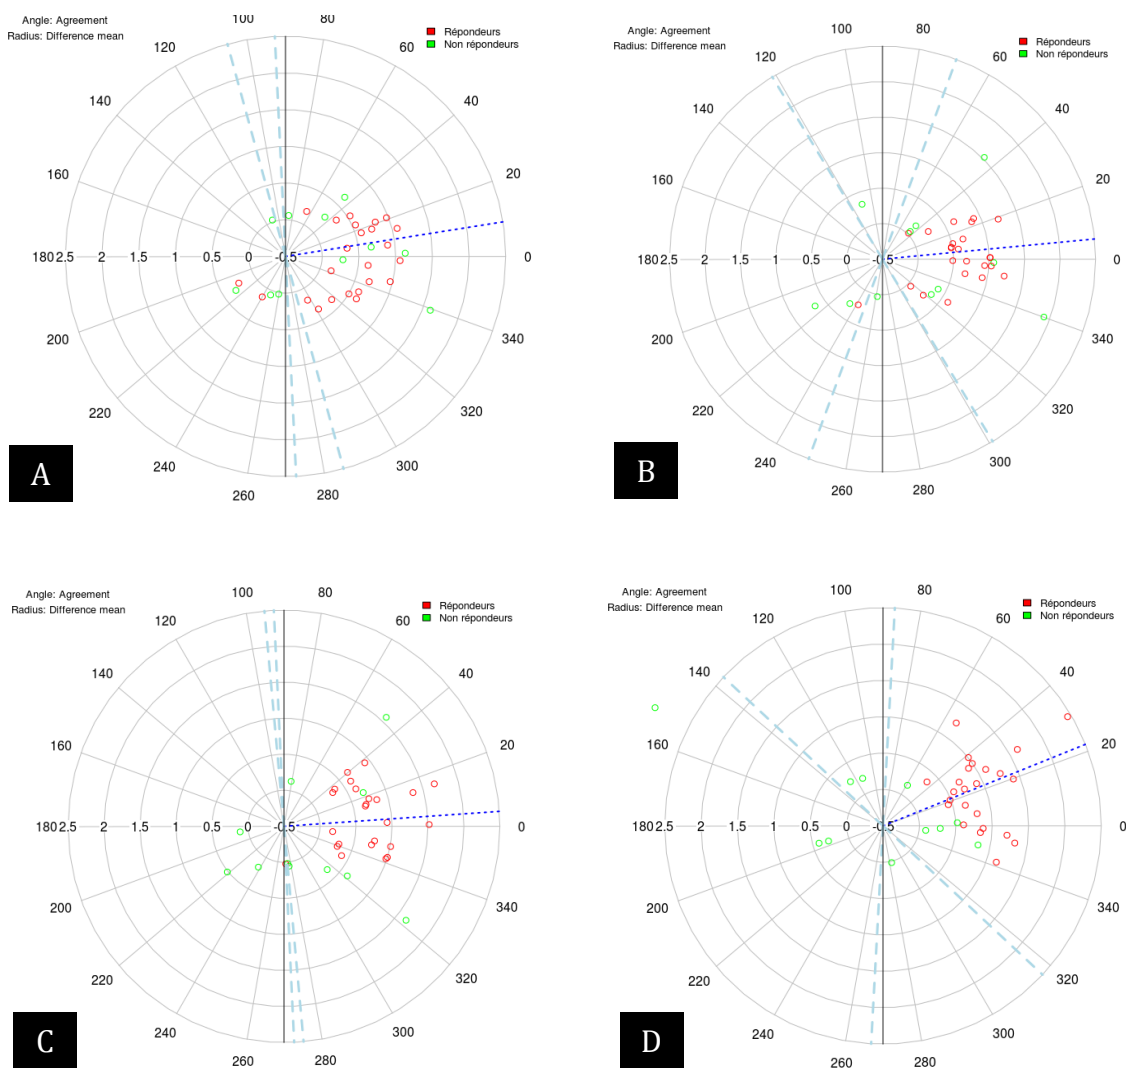 Angle: Agreement
Radius: Difference mean
Répondeurs
Non répondeurs
100 80
120 60
140 40
160 20
180 2.5 2 1.5 1 0.5 0 -0.5 0
200 340
220 320
240 300
260 280
A
Angle: Agreement
Radius: Difference mean
Répondeurs
Non répondeurs
100 80
120 60
140 40
160 20
180 2.5 2 1.5 1 0.5 0 -0.5 0
200 340
220 320
240 300
260 280
B
Angle: Agreement
Radius: Difference mean
Répondeurs
Non répondeurs
100 80
120 60
140 40
160 20
180 2.5 2 1.5 1 0.5 0 -0.5 0
200 340
220 320
240 300
260 280
C
Angle: Agreement
Radius: Difference mean
Répondeurs
Non répondeurs
100 80
120 60
140 40
160 20
180 2.5 2 1.5 1 0.5 0 -0.5 0
200 340
220 320
240 300
260 280
D